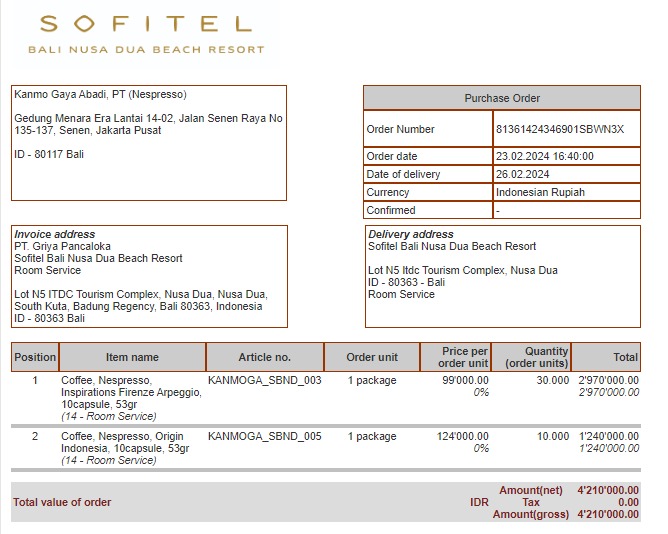 SOFITEL
BALI NUSA DUA BEACH RESORT
Kanmo Gaya Abadi, PT (Nespresso)
Gedung Menara Era Lantai 14-02, Jalan Senen Raya No
135-137, Senen, Jakarta Pusat
ID - 80117 Bali
Purchase Order
Order Number 81361424346901SBWN3X
Order date 23.02.2024 16:40:00
Date of delivery 26.02.2024
Currency Indonesian Rupiah
Confirmed -
Invoice address
PT. Griya Pancaloka
Sofitel Bali Nusa Dua Beach Resort
Room Service
Lot N5 ITDC Tourism Complex, Nusa Dua, Nusa Dua,
South Kuta, Badung Regency, Bali 80363, Indonesia
ID - 80363 Bali
Delivery address
Sofitel Bali Nusa Dua Beach Resort
Lot N5 Itdc Tourism Complex, Nusa Dua
ID - 80363 - Bali
Room Service
Position Item name Article no. Order unit Price per order unit Quantity (order units) Total
1 Coffee, Nespresso, KANMOGA_SBND_003 1 package 99'000.00 30.000 2'970'000.00
Inspirations Firenze Arpeggio, 0% 2'970'000.00
10capsule, 53gr
(14 - Room Service)
2 Coffee, Nespresso, Origin KANMOGA_SBND_005 1 package 124'000.00 10.000 1'240'000.00
Indonesia, 10capsule, 53gr 0% 1'240'000.00
(14 - Room Service)
Amount(net) 4'210'000.00
Total value of order IDR Tax 0.00
Amount(gross) 4'210'000.00